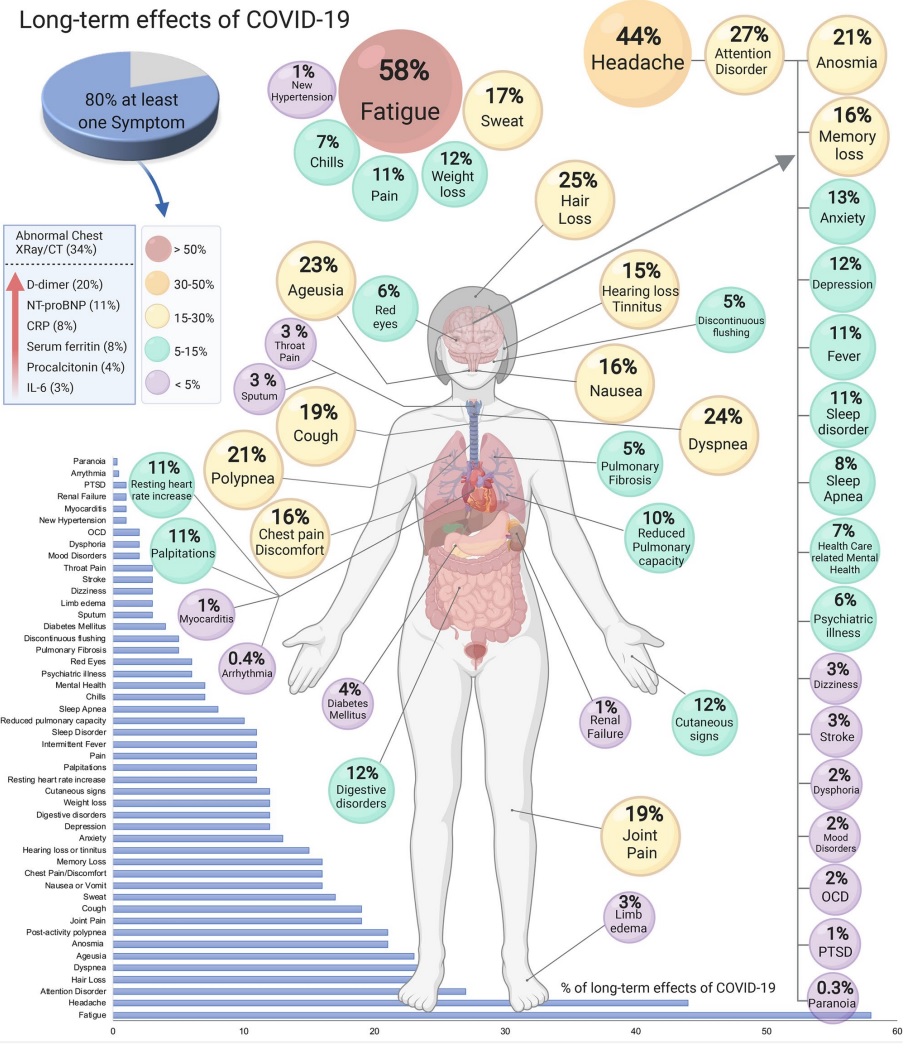 Long-term effects of COVID-19
80% at least
one Symptom
Abnormal Chest
XRay/CT (34%)
D-dimer (20%)
NT-proBNP (11%)
CRP (8%)
Serum ferritin (8%)
Procalcitonin (4%)
IL-6 (3%)
> 50%
30-50%
15-30%
5-15%
< 5%
1%
New
Hypertension
58%
Fatigue
17%
Sweat
7%
Chills
11%
Pain
12%
Weight
loss
44%
Headache
27%
Attention
Disorder
21%
Anosmia
16%
Memory
loss
13%
Anxiety
12%
Depression
11%
Fever
11%
Sleep
disorder
8%
Sleep
Apnea
7%
Health Care
related Mental
Health
6%
Psychiatric
illness
3%
Dizziness
3%
Stroke
2%
Dysphoria
2%
Mood
Disorders
2%
OCD
1%
PTSD
0.3%
Paranoia
25%
Hair
Loss
23%
Ageusia
6%
Red
eyes
15%
Hearing loss
Tinnitus
5%
Discontinuous
flushing
3 %
Throat
Pain
3 %
Sputum
16%
Nausea
19%
Cough
24%
Dyspnea
21%
Polypnea
5%
Pulmonary
Fibrosis
16%
Chest pain
Discomfort
10%
Reduced
Pulmonary
capacity
11%
Resting heart
rate increase
11%
Palpitations
1%
Myocarditis
0.4%
Arrhythmia
4%
Diabetes
Mellitus
1%
Renal
Failure
12%
Cutaneous
signs
12%
Digestive
disorders
19%
Joint
Pain
3%
Limb
edema
Paranoia
Arrythmia
PTSD
Renal Failure
Myocarditis
New Hypertension
OCD
Dysphoria
Mood Disorders
Throat Pain
Stroke
Dizziness
Limb edema
Sputum
Diabetes Mellitus
Discontinuous flushing
Pulmonary Fibrosis
Red Eyes
Psychiatric illness
Mental Health
Chills
Sleep Apnea
Reduced pulmonary capacity
Sleep Disorder
Intermittent Fever
Pain
Palpitations
Resting heart rate increase
Cutaneous signs
Weight loss
Digestive disorders
Depression
Anxiety
Hearing loss or tinnitus
Memory Loss
Chest Pain/Discomfort
Nausea or Vomit
Sweat
Cough
Joint Pain
Post-activity polypnea
Anosmia
Ageusia
Dyspnea
Hair Loss
Attention Disorder
Headache
Fatigue
% of long-term effects of COVID-19
0 10 20 30 40 50 60